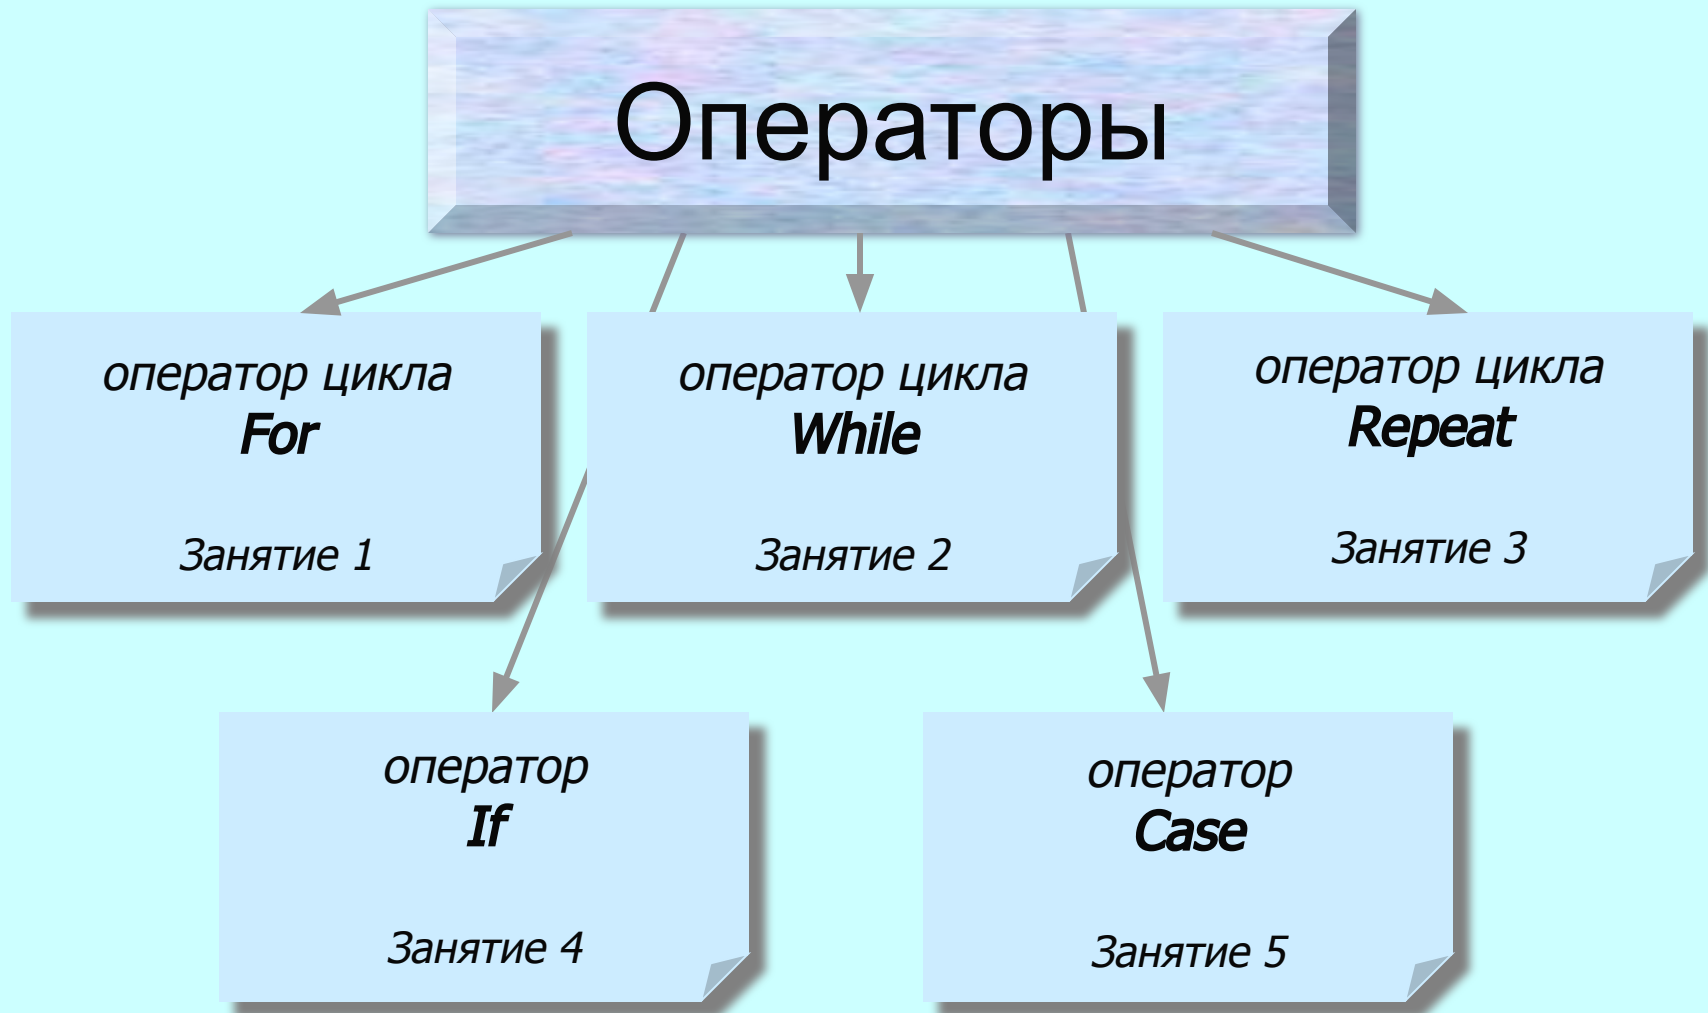 Операторы
оператор цикла
For
Занятие 1
оператор цикла
While
Занятие 2
оператор цикла
Repeat
Занятие 3
оператор
If
Занятие 4
оператор
Case
Занятие 5